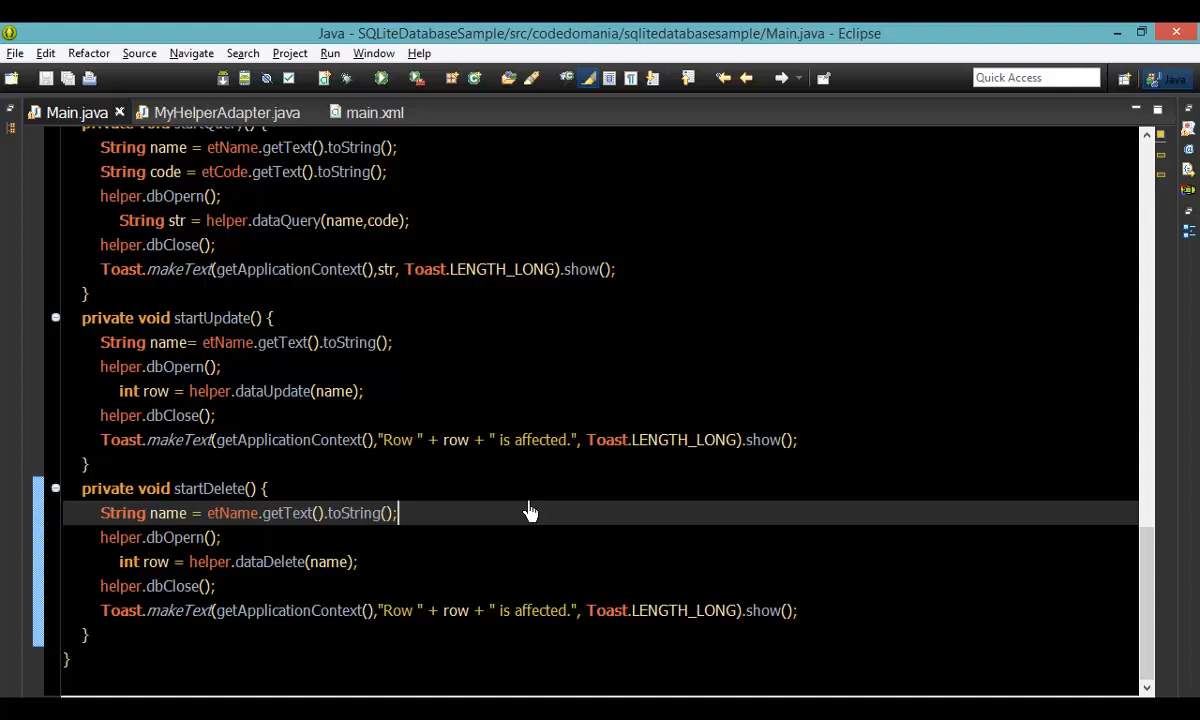 Java - SQLiteDatabaseSample/src/codedomania/sqlitedatabasesample/Main.java - Eclipse
File Edit Refactor Source Navigate Search Project Run Window Help
Quick Access
Java
Main.java MyHelperAdapter.java main.xml
private void startQuery() {
String name = etName.getText().toString();
String code = etCode.getText().toString();
helper.dbOpern();
String str = helper.dataQuery(name,code);
helper.dbClose();
Toast.makeText(getApplicationContext(),str, Toast.LENGTH_LONG).show();
}
private void startUpdate() {
String name= etName.getText().toString();
helper.dbOpern();
int row = helper.dataUpdate(name);
helper.dbClose();
Toast.makeText(getApplicationContext(),"Row " + row + " is affected.", Toast.LENGTH_LONG).show();
}
private void startDelete() {
String name = etName.getText().toString();
helper.dbOpern();
int row = helper.dataDelete(name);
helper.dbClose();
Toast.makeText(getApplicationContext(),"Row " + row + " is affected.", Toast.LENGTH_LONG).show();
}
}